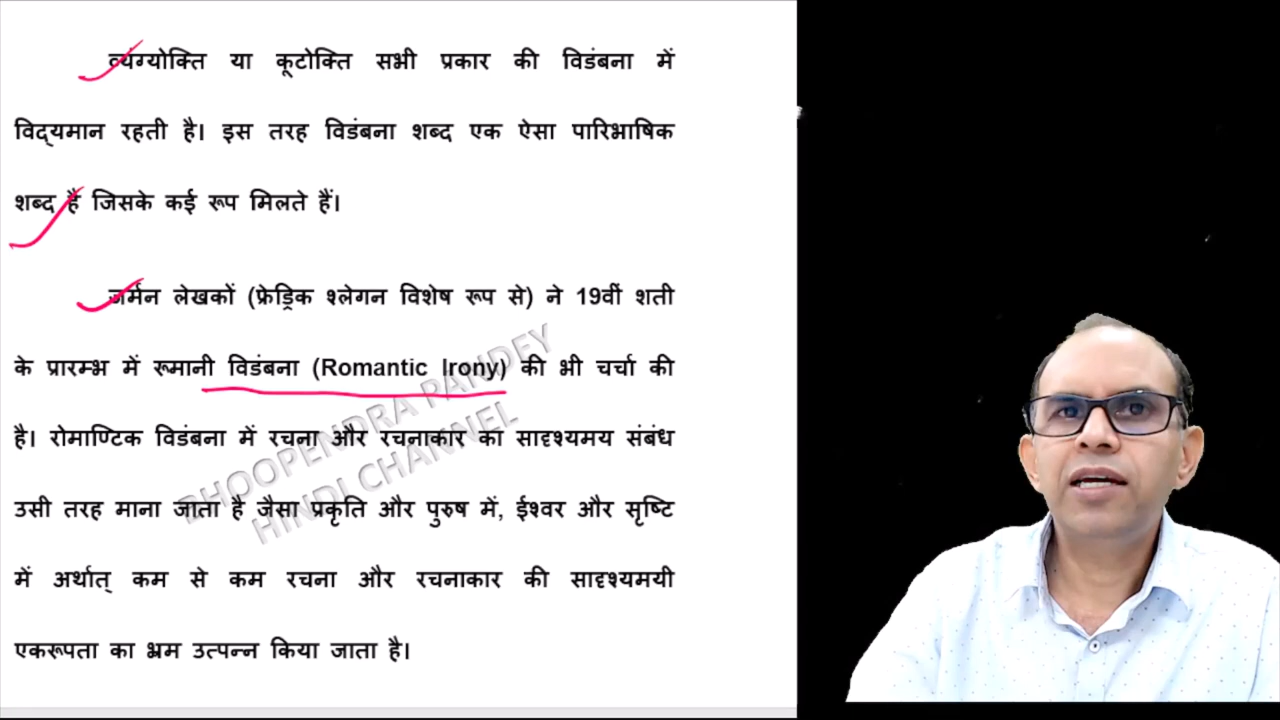 व्यंग्योक्ति या कूटोक्ति सभी प्रकार की विडंबना में
विद्यमान रहती है। इस तरह विडंबना शब्द एक ऐसा पारिभाषिक
शब्द है जिसके कई रूप मिलते हैं।
जर्मन लेखकों (फ्रेड्रिक श्लेगन विशेष रूप से) ने 19वीं शती
के प्रारम्भ में रूमानी विडंबना (Romantic Irony) की भी चर्चा की
है। रोमाण्टिक विडंबना में रचना और रचनाकार का सादृश्यमय संबंध
उसी तरह माना जाता है जैसा प्रकृति और पुरुष में, ईश्वर और सृष्टि
में अर्थात् कम से कम रचना और रचनाकार की सादृश्यमयी
एकरूपता का भ्रम उत्पन्न किया जाता है।
BHOOPENDRA PANDEY
HINDI CHANNEL